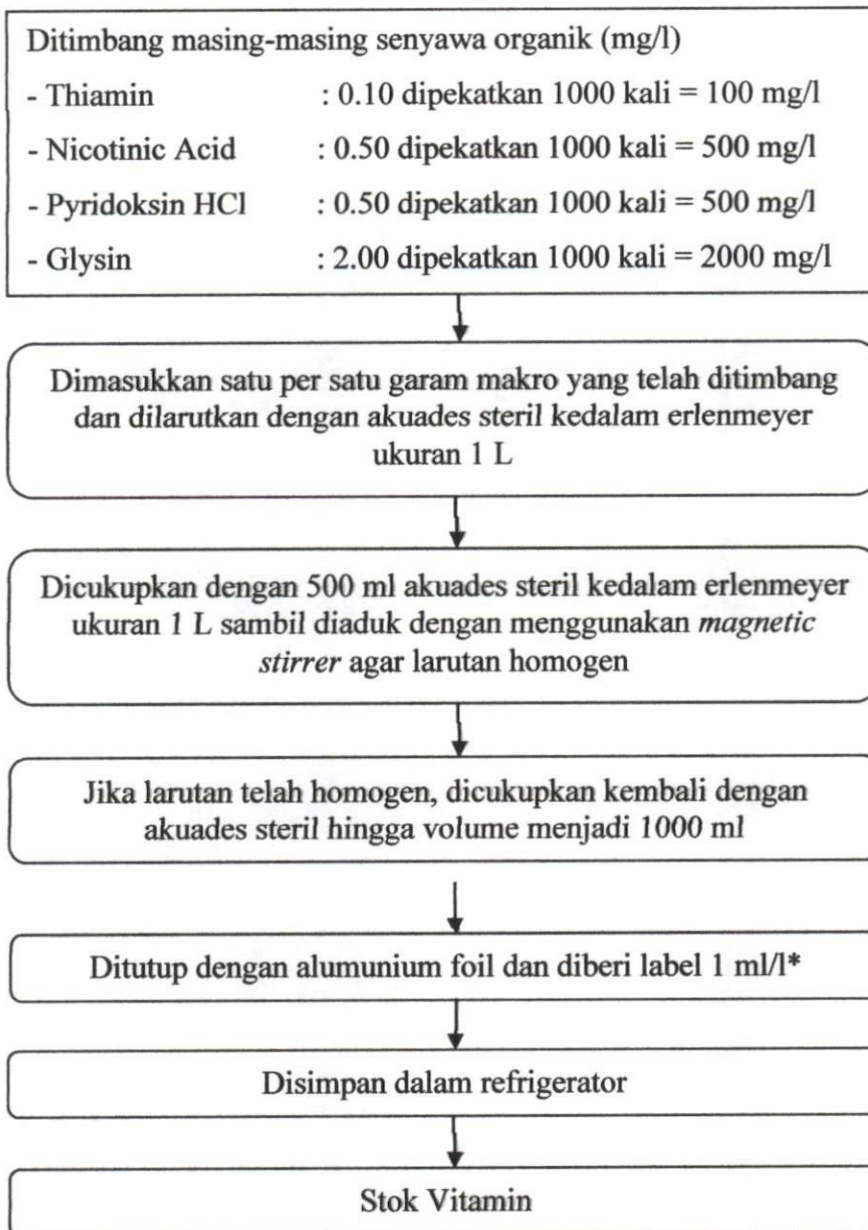 Ditimbang masing-masing senyawa organik (mg/l)
- Thiamin : 0.10 dipekatkan 1000 kali = 100 mg/l
- Nicotinic Acid : 0.50 dipekatkan 1000 kali = 500 mg/l
- Pyridoksin HCl : 0.50 dipekatkan 1000 kali = 500 mg/l
- Glysin : 2.00 dipekatkan 1000 kali = 2000 mg/l
Dimasukkan satu per satu garam makro yang telah ditimbang
dan dilarutkan dengan akuades steril kedalam erlenmeyer
ukuran 1 L
Dicukupkan dengan 500 ml akuades steril kedalam erlenmeyer
ukuran 1 L sambil diaduk dengan menggunakan magnetic
stirrer agar larutan homogen
Jika larutan telah homogen, dicukupkan kembali dengan
akuades steril hingga volume menjadi 1000 ml
Ditutup dengan alumunium foil dan diberi label 1 ml/l*
Disimpan dalam refrigerator
Stok Vitamin